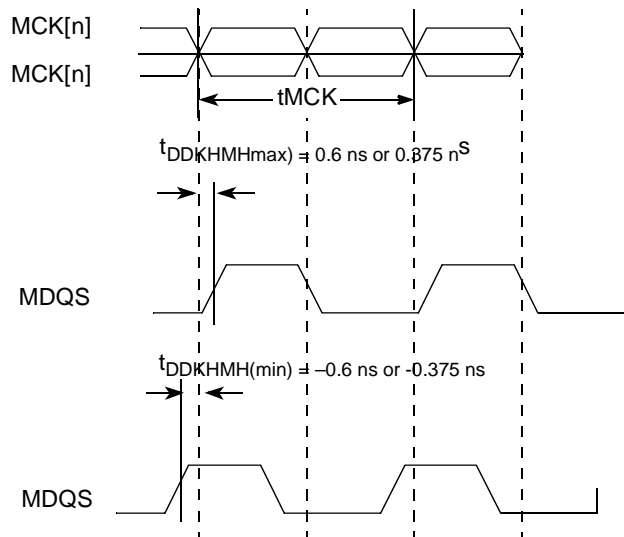 MCK[n]
MCK[n]
tMCK
tDDKHMHmax) = 0.6 ns or 0.375 ns
MDQS
tDDKHMH(min) = –0.6 ns or -0.375 ns
MDQS